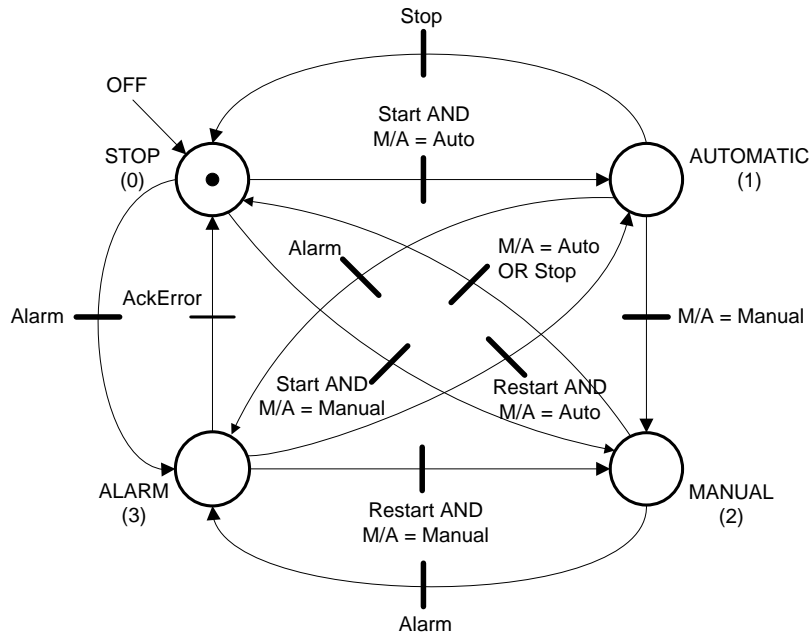 Stop
OFF
Start AND
M/A = Auto
STOP
(0)
AUTOMATIC
(1)
Alarm
M/A = Auto
OR Stop
AckError
Alarm
M/A = Manual
Start AND
M/A = Manual
Restart AND
M/A = Auto
ALARM
(3)
MANUAL
(2)
Restart AND
M/A = Manual
Alarm